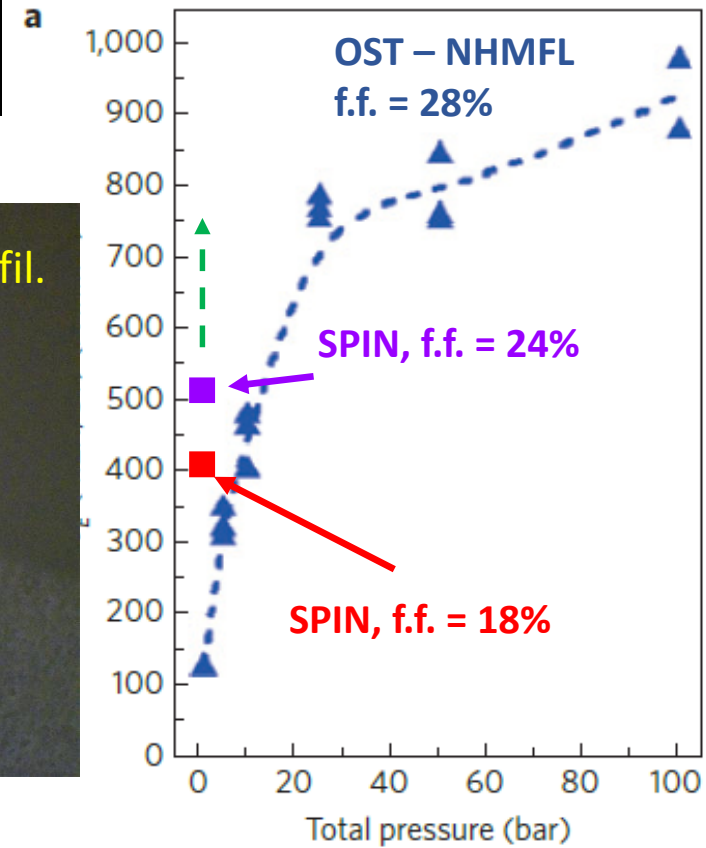 a
1,000
900
800
700
600
500
400
300
200
100
0
OST – NHMFL
f.f. = 28%
fil.
SPIN, f.f. = 24%
SPIN, f.f. = 18%
0 20 40 60 80 100
Total pressure (bar)